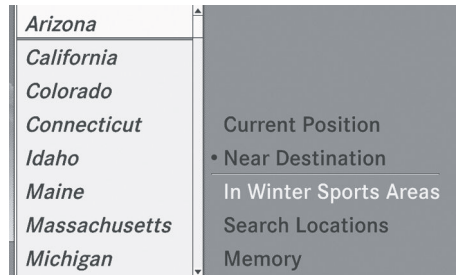 Arizona
California
Colorado
Connecticut
Idaho
Maine
Massachusetts
Michigan
Current Position
• Near Destination
In Winter Sports Areas
Search Locations
Memory